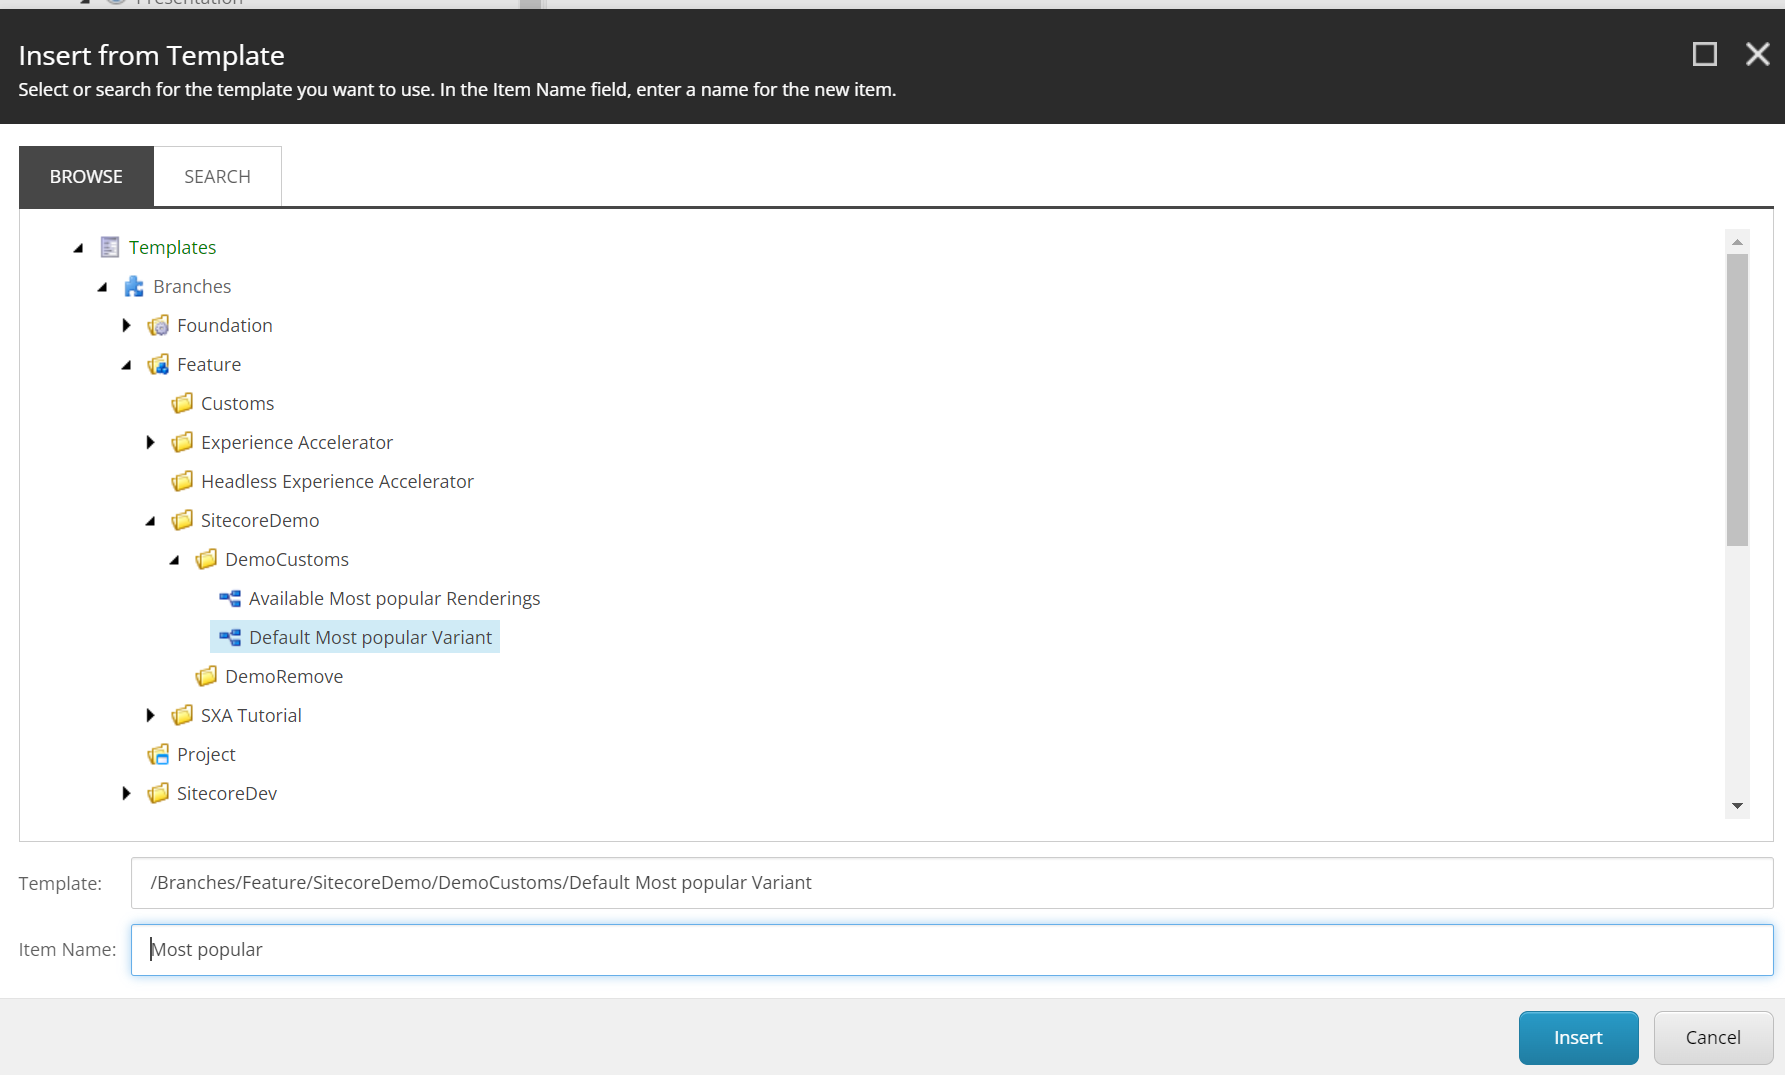 Presentation
Insert from Template
Select or search for the template you want to use. In the Item Name field, enter a name for the new item.
BROWSE SEARCH
Templates
Branches
Foundation
Feature
Customs
Experience Accelerator
Headless Experience Accelerator
SitecoreDemo
DemoCustoms
Available Most popular Renderings
Default Most popular Variant
DemoRemove
SXA Tutorial
Project
SitecoreDev
Template: /Branches/Feature/SitecoreDemo/DemoCustoms/Default Most popular Variant
Item Name: Most popular
Insert Cancel